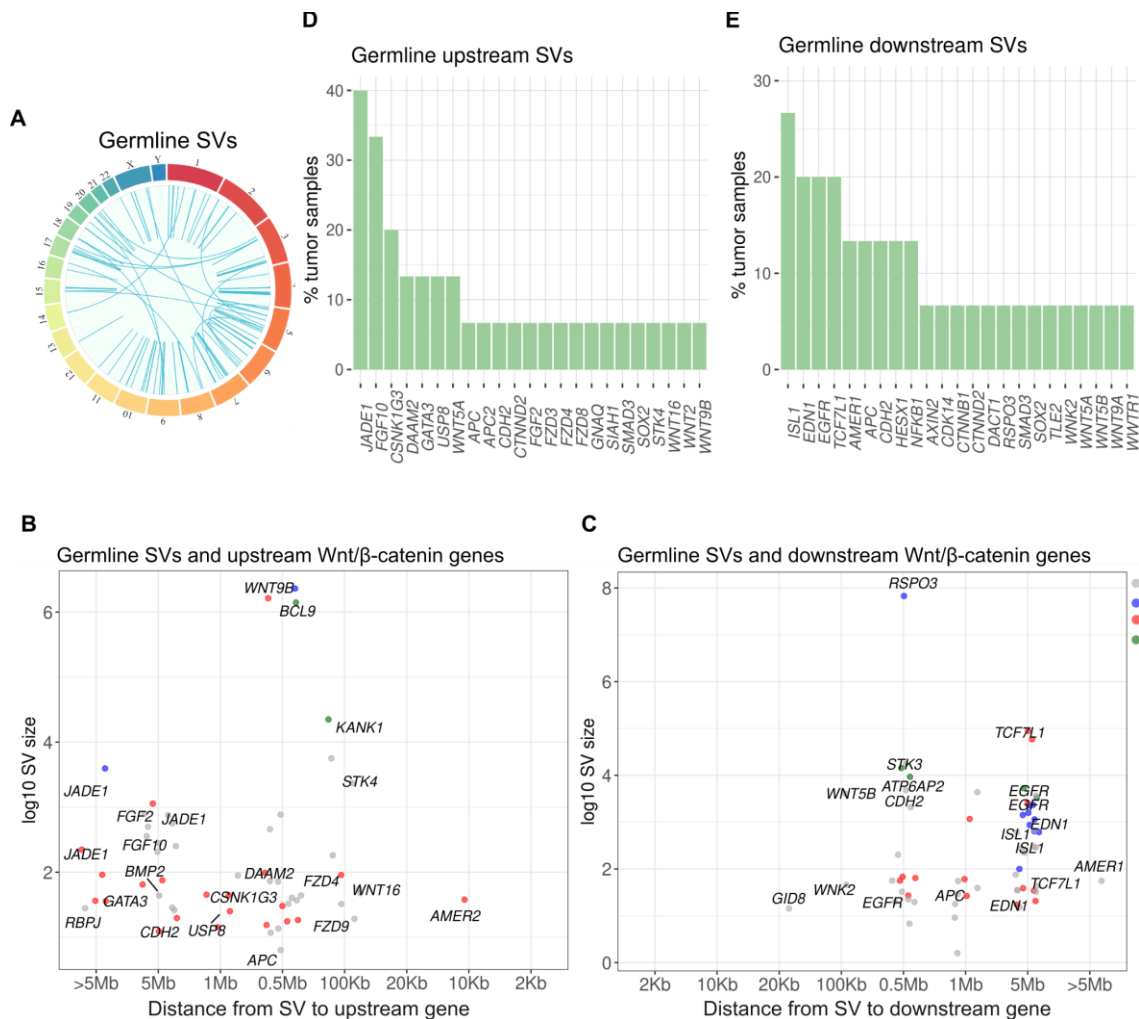 A
Germline SVs
1
2
3
5
6
7
8
9
10
11
12
13
14
15
16
17
18
19
20
21
22
X
Y
D
Germline upstream SVs
% tumor samples
40
30
20
10
0
JADE1
FGF10
CSNK1G3
DAAM2
GATA3
USP8
WNT5A
APC
APC2
CDH2
CTNND2
FGF2
FZD3
FZD4
FZD8
GNAQ
SIAH1
SMAD3
SOX2
STK4
WNT16
WNT2
WNT9B
E
Germline downstream SVs
% tumor samples
30
20
10
0
ISL1
EDN1
EGFR
TCF7L1
AMER1
APC
CDH2
HESX1
NFKB1
AXIN2
CDK14
CTNNB1
CTNND2
DACT1
RSPO3
SMAD3
SOX2
TLE2
WNK2
WNT5A
WNT5B
WNT9A
WWTR1
B
Germline SVs and upstream Wnt/β-catenin genes
log10 SV size
6
4
2
WNT9B
BCL9
KANK1
STK4
JADE1
FGF2
JADE1
FGF10
JADE1
BMP2
DAAM2
FZD4
WNT16
GATA3
CSNK1G3
AMER2
RBPJ
CDH2
USP8
FZD9
APC
>5Mb
5Mb
1Mb
0.5Mb
100Kb
20Kb
10Kb
2Kb
Distance from SV to upstream gene
C
Germline SVs and downstream Wnt/β-catenin genes
log10 SV size
8
6
4
2
0
RSPO3
TCF7L1
STK3
ATP6AP2
WNT5B
CDH2
EGFR
EGFR
EDN1
ISL1
ISL1
AMER1
WNK2
GID8
EGFR
APC
TCF7L1
EDN1
2Kb
10Kb
20Kb
100Kb
0.5Mb
1Mb
5Mb
>5Mb
Distance from SV to downstream gene